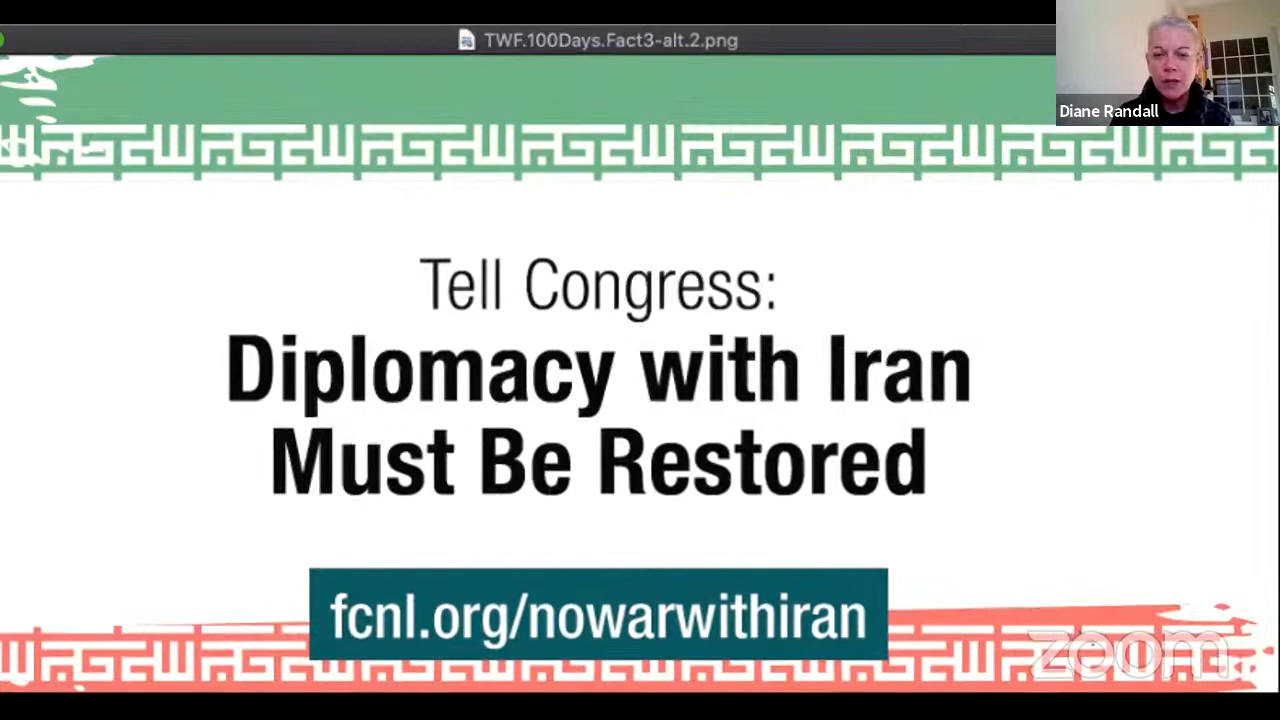 TWF.100Days.Fact3-alt.2.png
Diane Randall
Tell Congress:
Diplomacy with Iran
Must Be Restored
fcnl.org/nowarwithiran
zoom